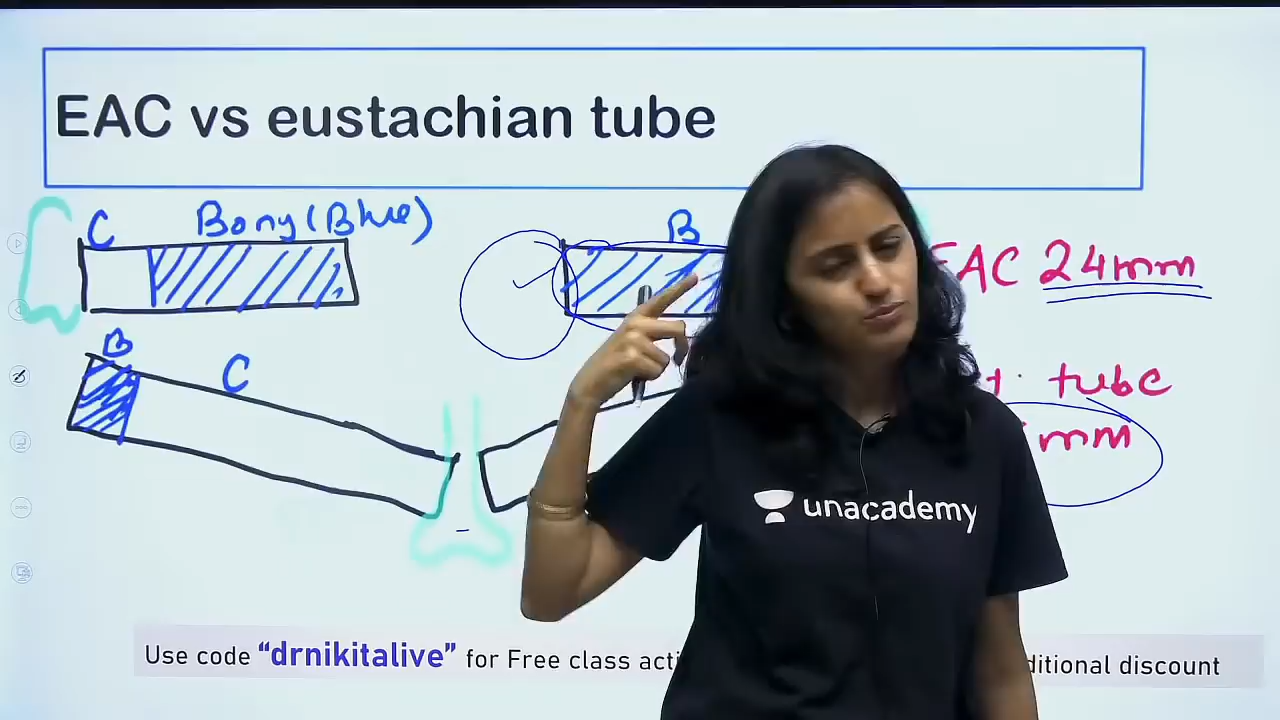 EAC vs eustachian tube
C Bony (Blue)
B
EAC 24mm
B
C
tube
mm
unacademy
Use code “drnikitalive” for Free class acti
ditional discount